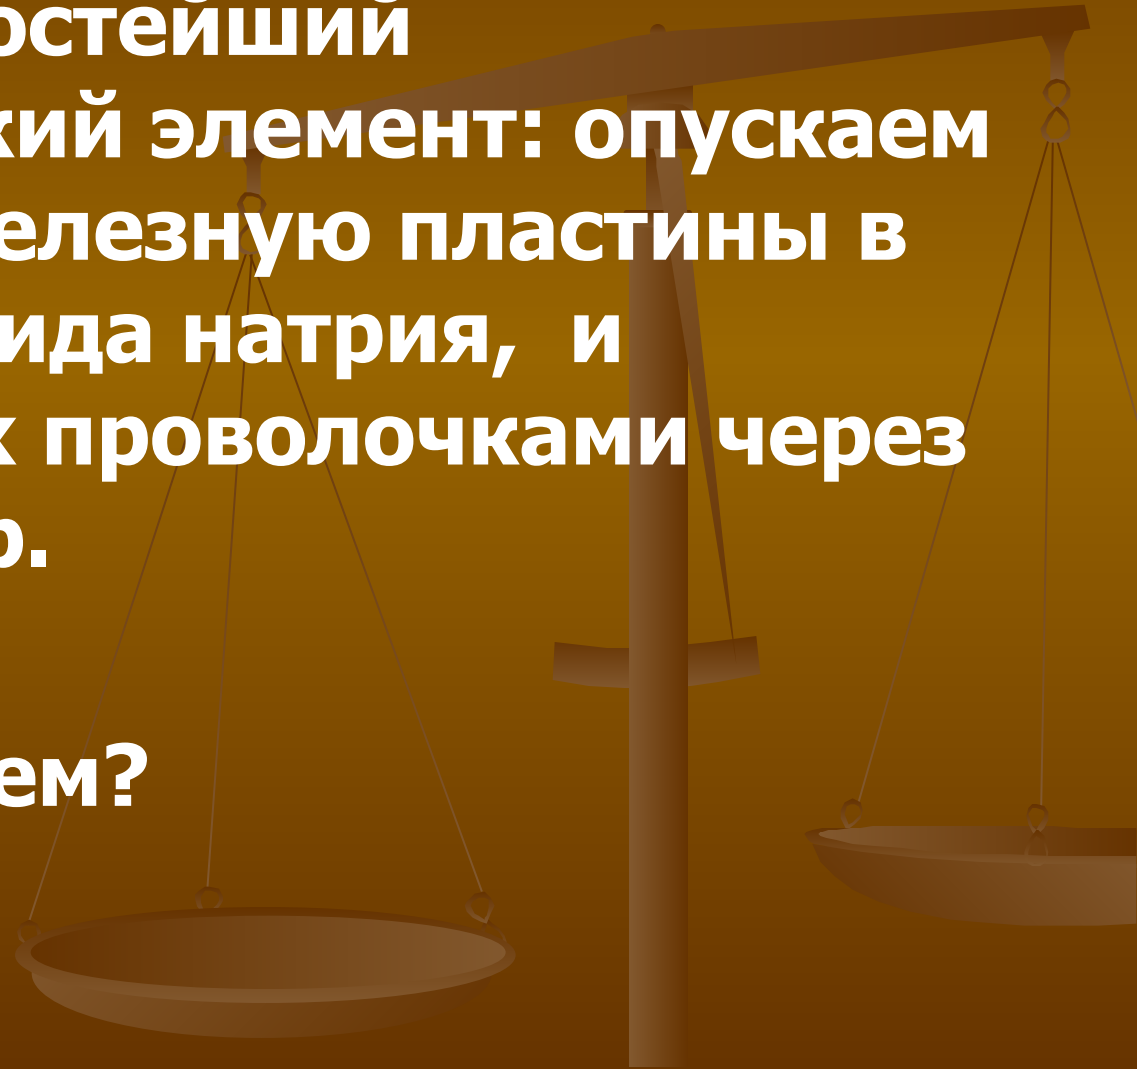 остейший
кий элемент: опускаем
елезную пластины в
ида натрия,  и
х проволочками через
р.
ем?